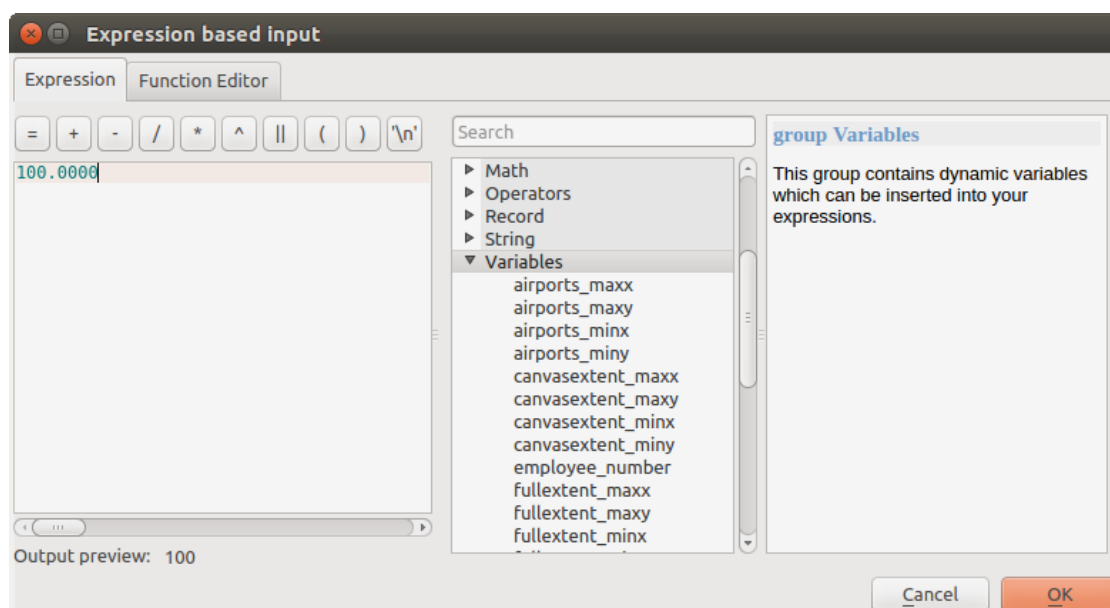 Expression based input
Expression Function Editor
= + - / * ^ || ( ) '\n'
100.0000
Output preview: 100
Search
Math
Operators
Record
String
Variables
airports_maxx
airports_maxy
airports_minx
airports_miny
canvasextent_maxx
canvasextent_maxy
canvasextent_minx
canvasextent_miny
employee_number
fullextent_maxx
fullextent_maxy
fullextent_minx
group Variables
This group contains dynamic variables
which can be inserted into your
expressions.
Cancel OK